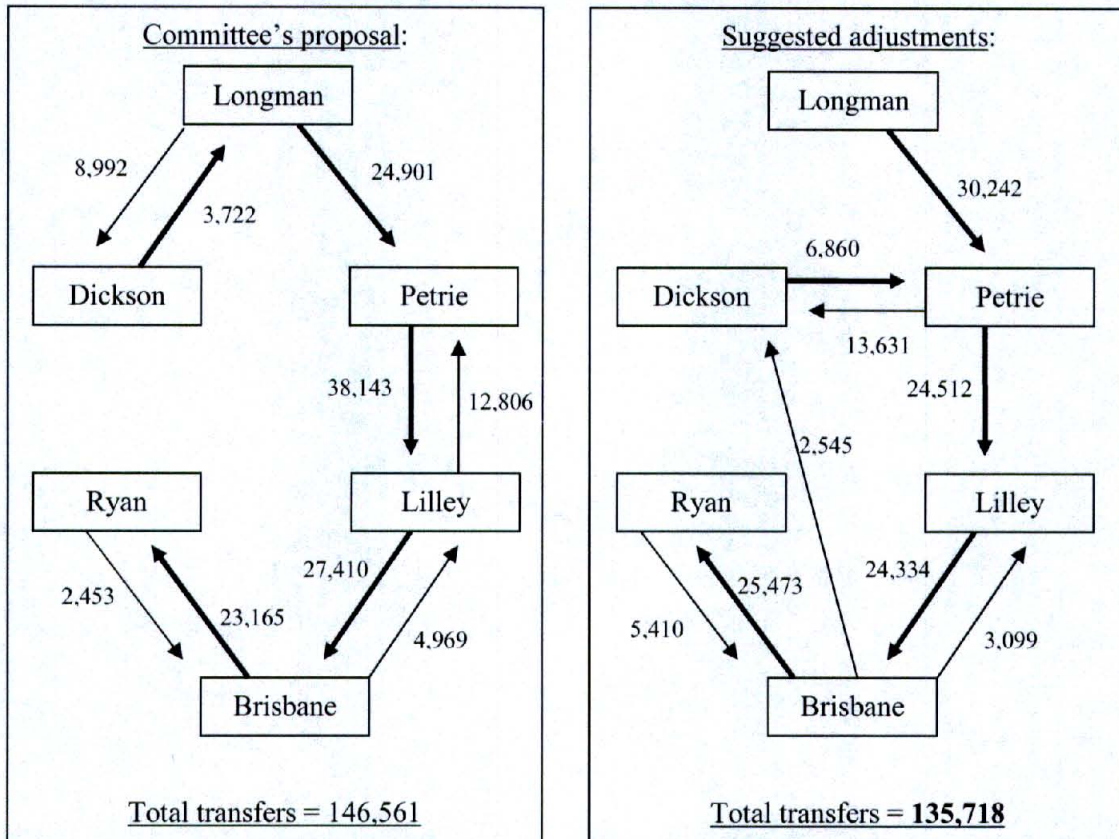 Committee's proposal:
Longman
8,992
3,722
24,901
Dickson
Petrie
38,143
12,806
Ryan
Lilley
2,453
23,165
27,410
4,969
Brisbane
Total transfers = 146,561
Suggested adjustments:
Longman
30,242
6,860
Dickson
Petrie
13,631
24,512
2,545
Ryan
Lilley
5,410
25,473
24,334
3,099
Brisbane
Total transfers = 135,718